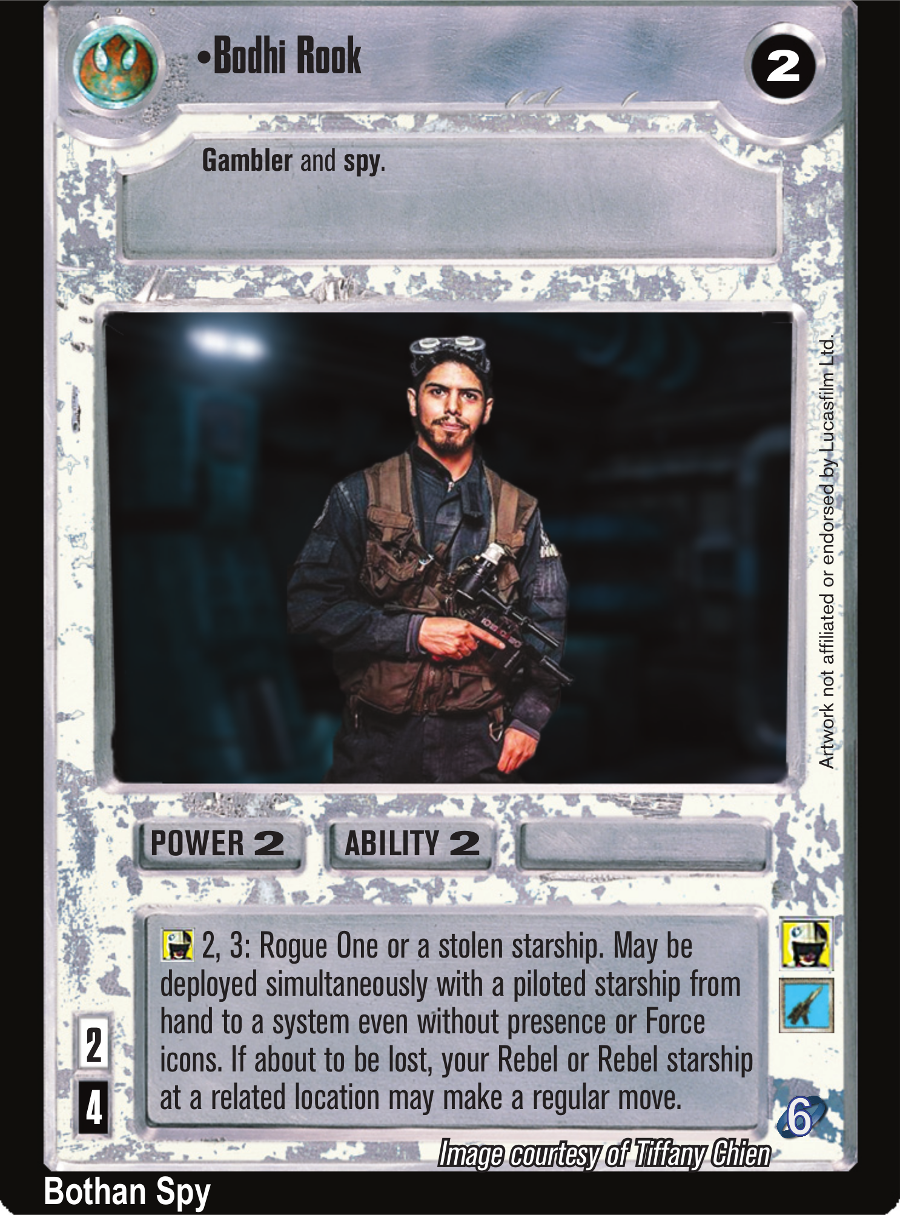 •Bodhi Rook
2
Gambler and spy.
Artwork not affiliated or endorsed by Lucasfilm Ltd.
POWER 2
ABILITY 2
2, 3: Rogue One or a stolen starship. May be
deployed simultaneously with a piloted starship from
hand to a system even without presence or Force
icons. If about to be lost, your Rebel or Rebel starship
at a related location may make a regular move.
2
4
6
Image courtesy of Tiffany Chien
Bothan Spy